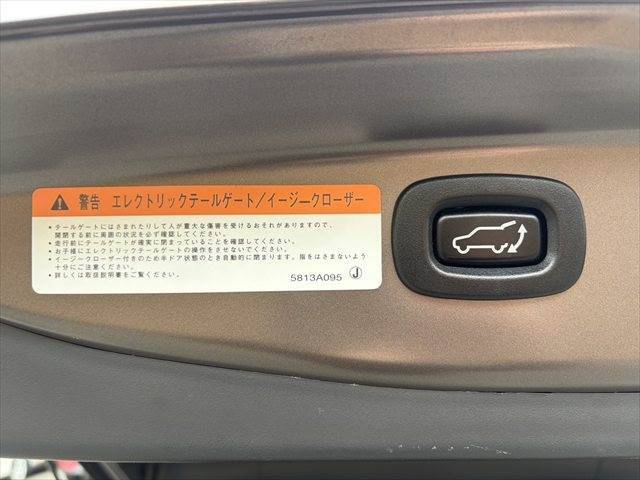 ⚠ 警告 エレクトリックテールゲート／イージークローザー
・テールゲートにはさまれたりして人が重大な傷害を受けるおそれがありますので、
開閉する前に周囲の状況を必ず確認してください。
・走行前にテールゲートが確実に閉まっていることを確認してください。
・お子様にエレクトリックテールゲートの操作をさせないでください。
・イージークローザー付きのため半ドア状態のとき自動的に閉まります。指をはさまないよう
十分にご注意ください。
・詳しくは取扱説明書をご覧ください。
5813A095 Ⓙ